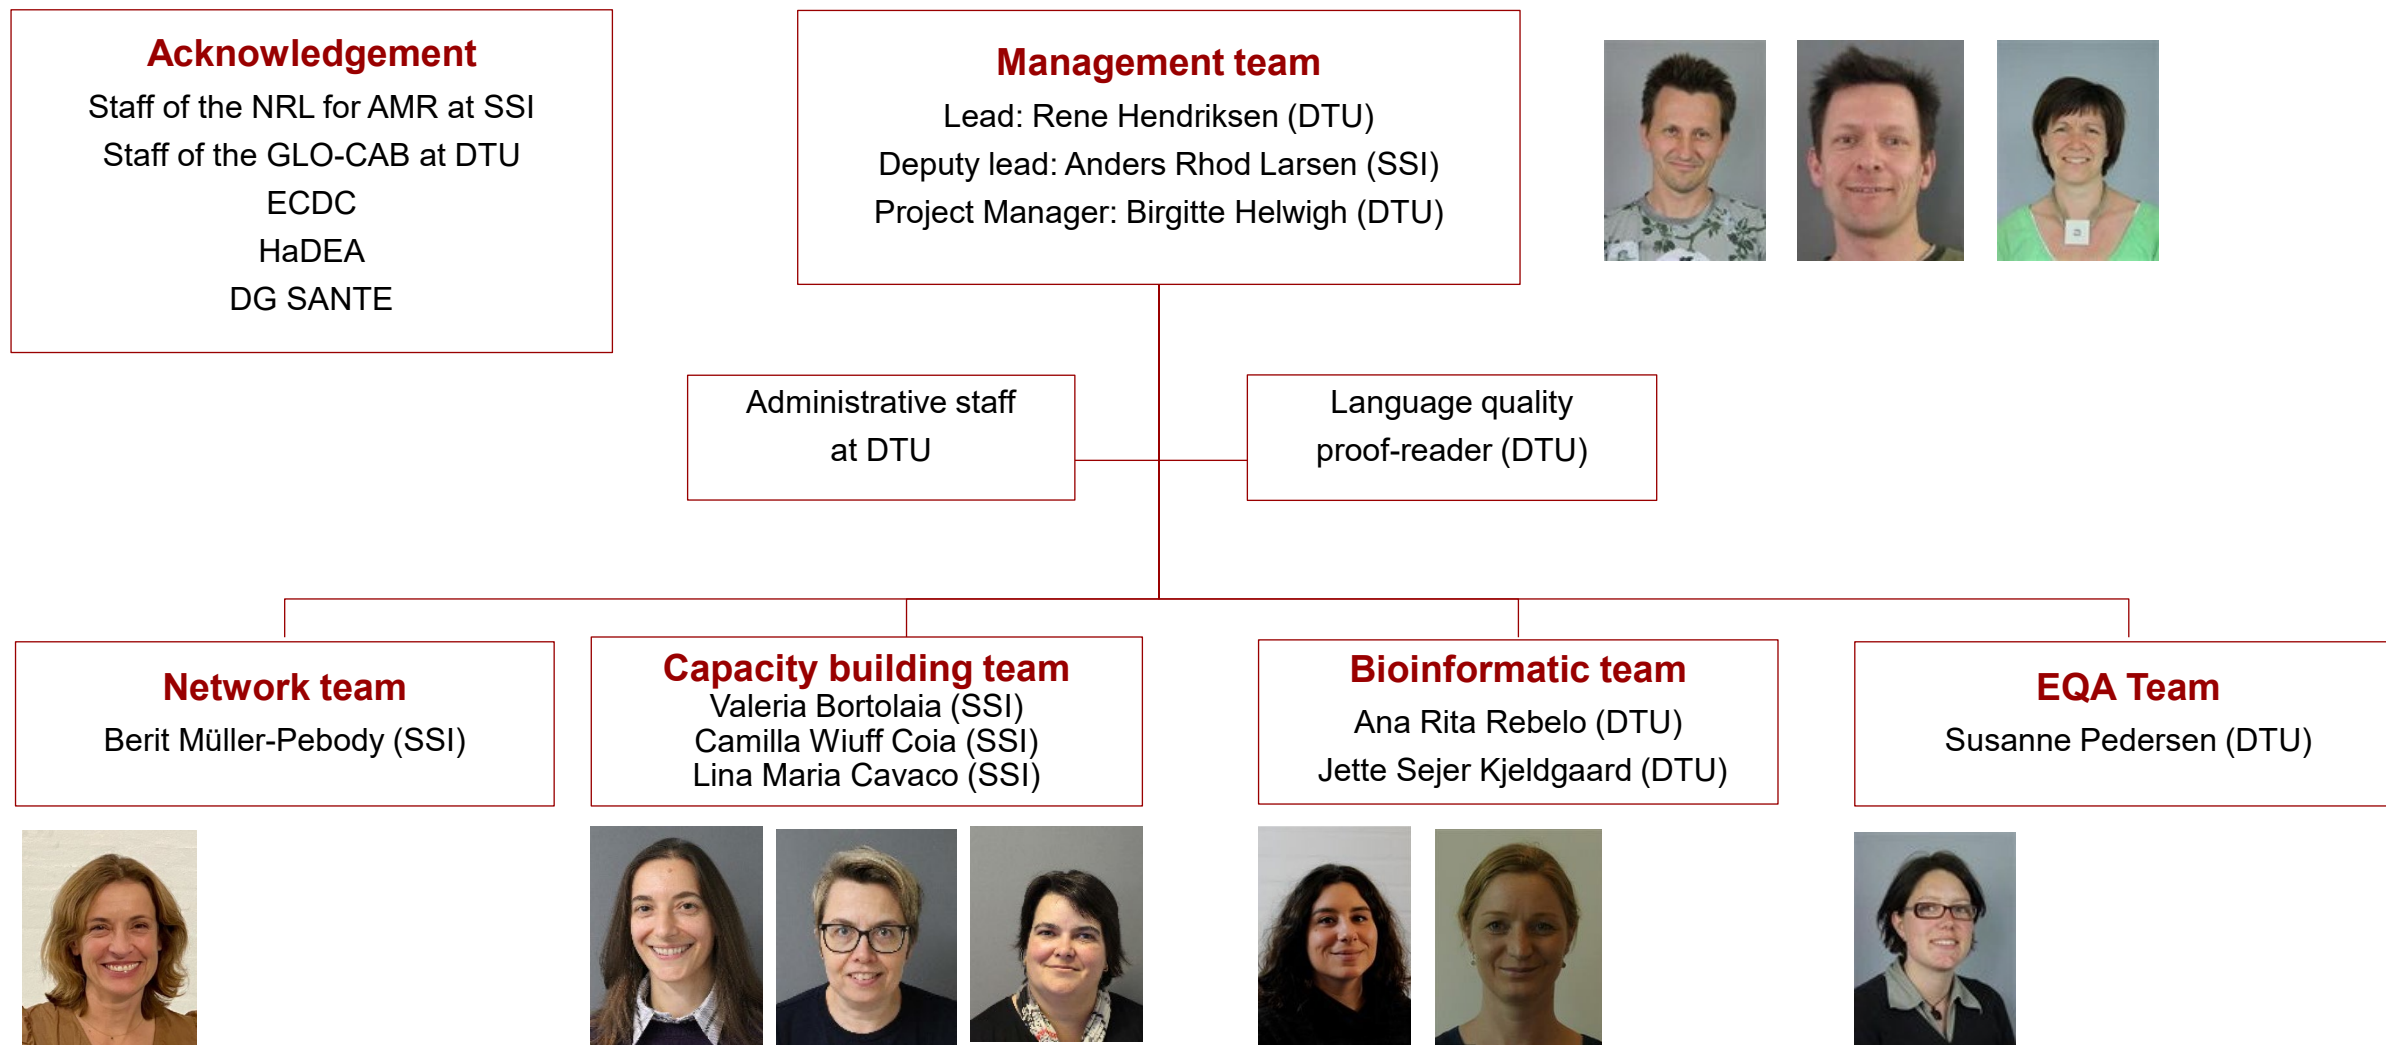 Acknowledgement
Staff of the NRL for AMR at SSI
Staff of the GLO-CAB at DTU
ECDC
HaDEA
DG SANTE
Management team
Lead: Rene Hendriksen (DTU)
Deputy lead: Anders Rhod Larsen (SSI)
Project Manager: Birgitte Helwigh (DTU)
Administrative staff
at DTU
Language quality
proof-reader (DTU)
Network team
Berit Müller-Pebody (SSI)
Capacity building team
Valeria Bortolaia (SSI)
Camilla Wiuff Coia (SSI)
Lina Maria Cavaco (SSI)
Bioinformatic team
Ana Rita Rebelo (DTU)
Jette Sejer Kjeldgaard (DTU)
EQA Team
Susanne Pedersen (DTU)